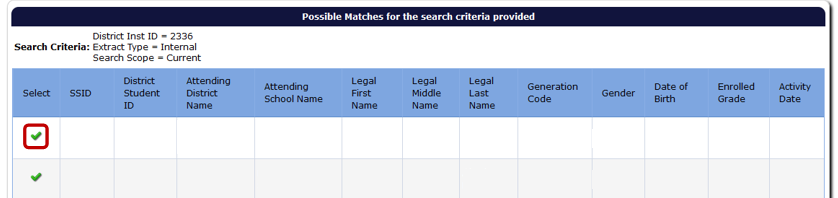 Possible Matches for the search criteria provided
Search Criteria:
District Inst ID = 2336
Extract Type = Internal
Search Scope = Current
Select
SSID
District
Student
ID
Attending
District
Name
Attending
School Name
Legal
First
Name
Legal
Middle
Name
Legal
Last
Name
Generation
Code
Gender
Date of
Birth
Enrolled
Grade
Activity
Date